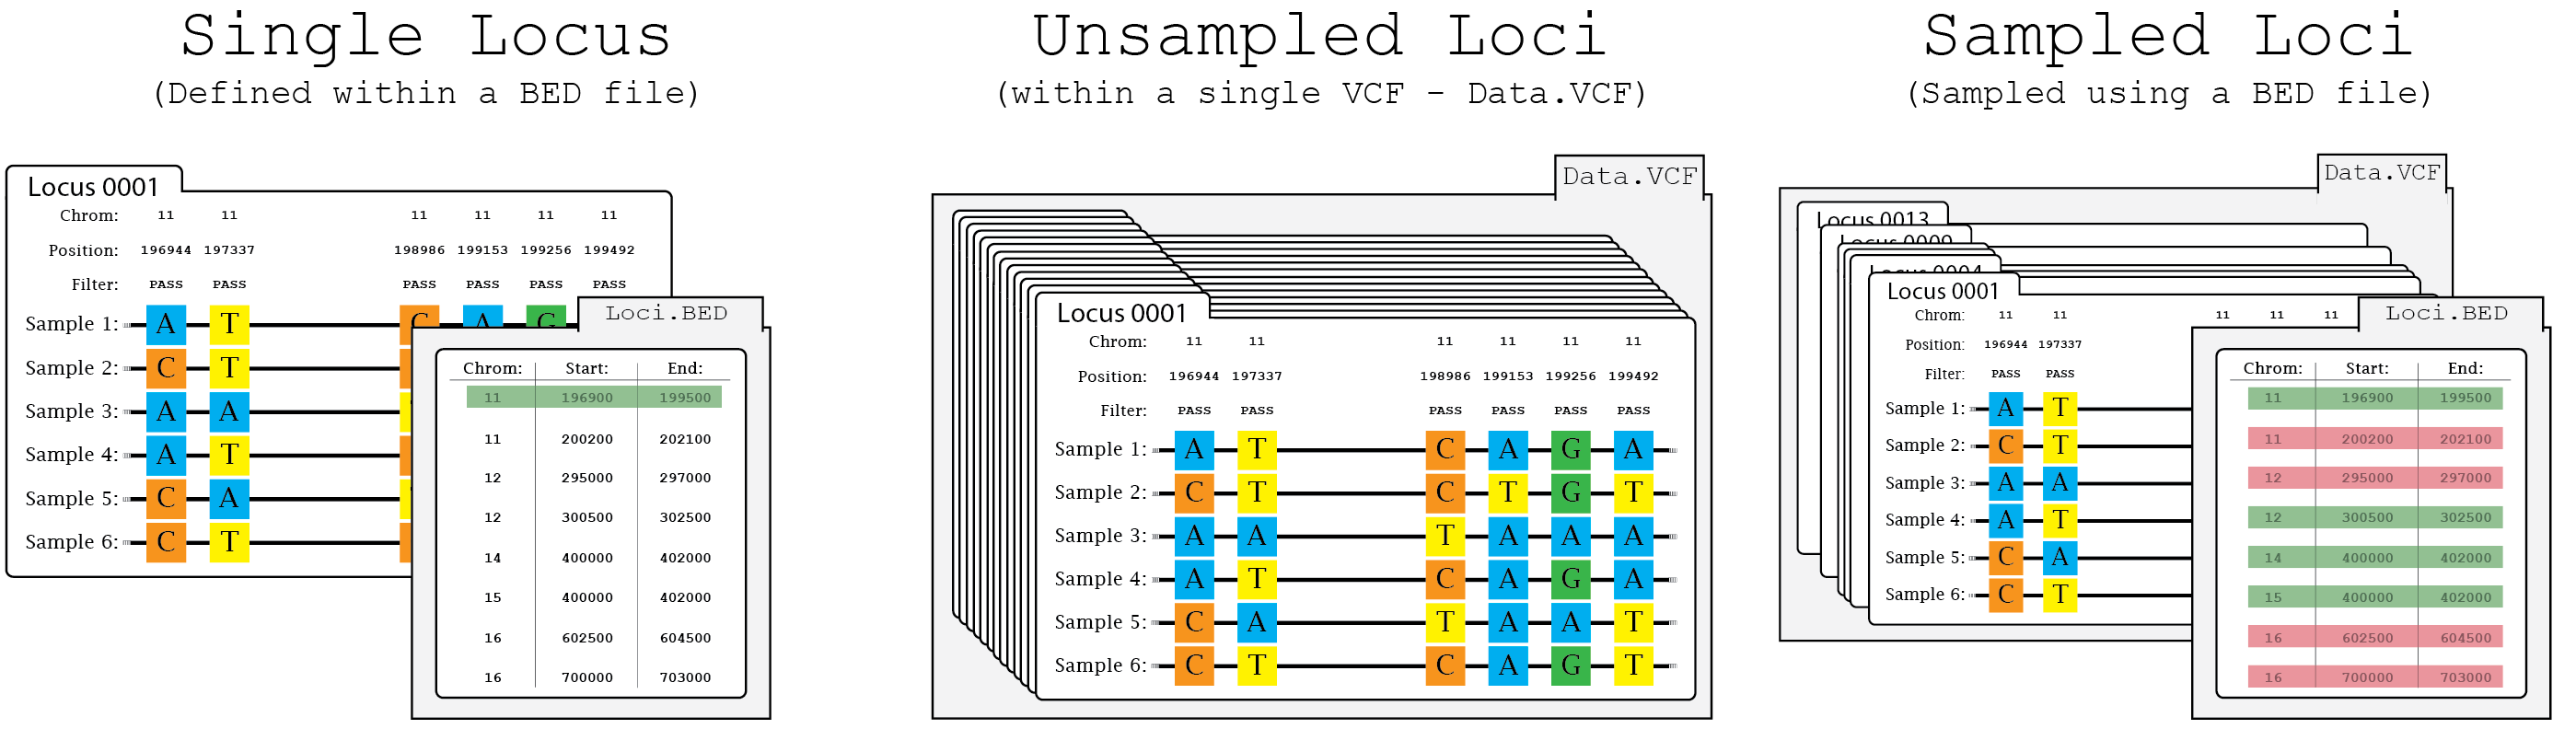 Single Locus
(Defined within a BED file)
Locus 0001
Chrom: 11 11 11 11 11 11
Position: 196944 197337 198986 199153 199256 199492
Filter: PASS PASS PASS PASS PASS PASS
Sample 1: A T C A G
Sample 2: C T
Sample 3: A A
Sample 4: A T
Sample 5: C A
Sample 6: C T
Loci.BED
Chrom: Start: End:
11 196900 199500
11 200200 202100
12 295000 297000
12 300500 302500
14 400000 402000
15 400000 402000
16 602500 604500
16 700000 703000
Unsampled Loci
(within a single VCF - Data.VCF)
Data.VCF
Locus 0001
Chrom: 11 11 11 11 11 11
Position: 196944 197337 198986 199153 199256 199492
Filter: PASS PASS PASS PASS PASS PASS
Sample 1: A T C A G A
Sample 2: C T C T G T
Sample 3: A A T A A A
Sample 4: A T C A G A
Sample 5: C A T A A T
Sample 6: C T C A G T
Sampled Loci
(Sampled using a BED file)
Data.VCF
Locus 0013
Locus 0009
Locus 0004
Locus 0001
Chrom: 11 11 11 11 11
Position: 196944 197337
Filter: PASS PASS
Sample 1: A T
Sample 2: C T
Sample 3: A A
Sample 4: A T
Sample 5: C A
Sample 6: C T
Loci.BED
Chrom: Start: End:
11 196900 199500
11 200200 202100
12 295000 297000
12 300500 302500
14 400000 402000
15 400000 402000
16 602500 604500
16 700000 703000